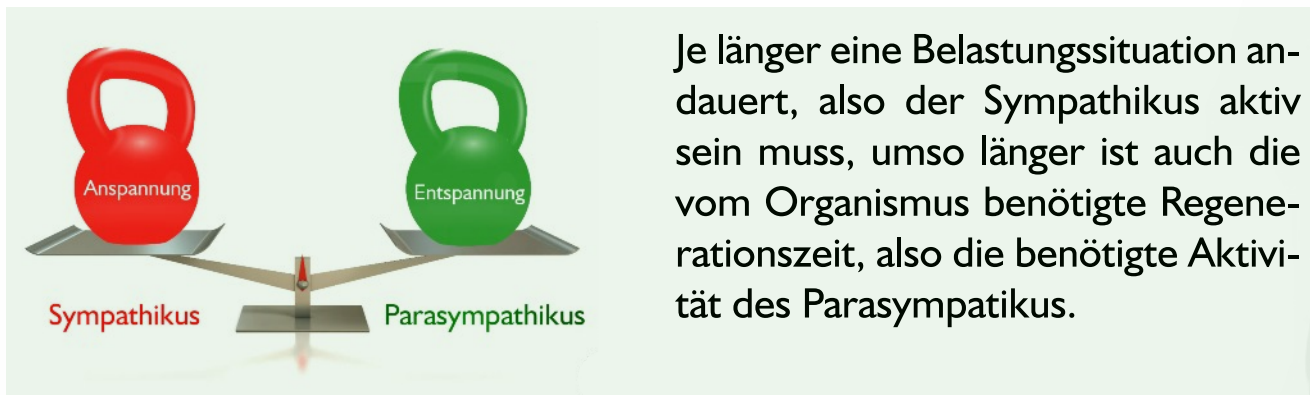 Anspannung
Entspannung
Sympathikus
Parasympathikus
Je länger eine Belastungssituation an-
dauert, also der Sympathikus aktiv
sein muss, umso länger ist auch die
vom Organismus benötigte Regene-
rationszeit, also die benötigte Aktivi-
tät des Parasympatikus.